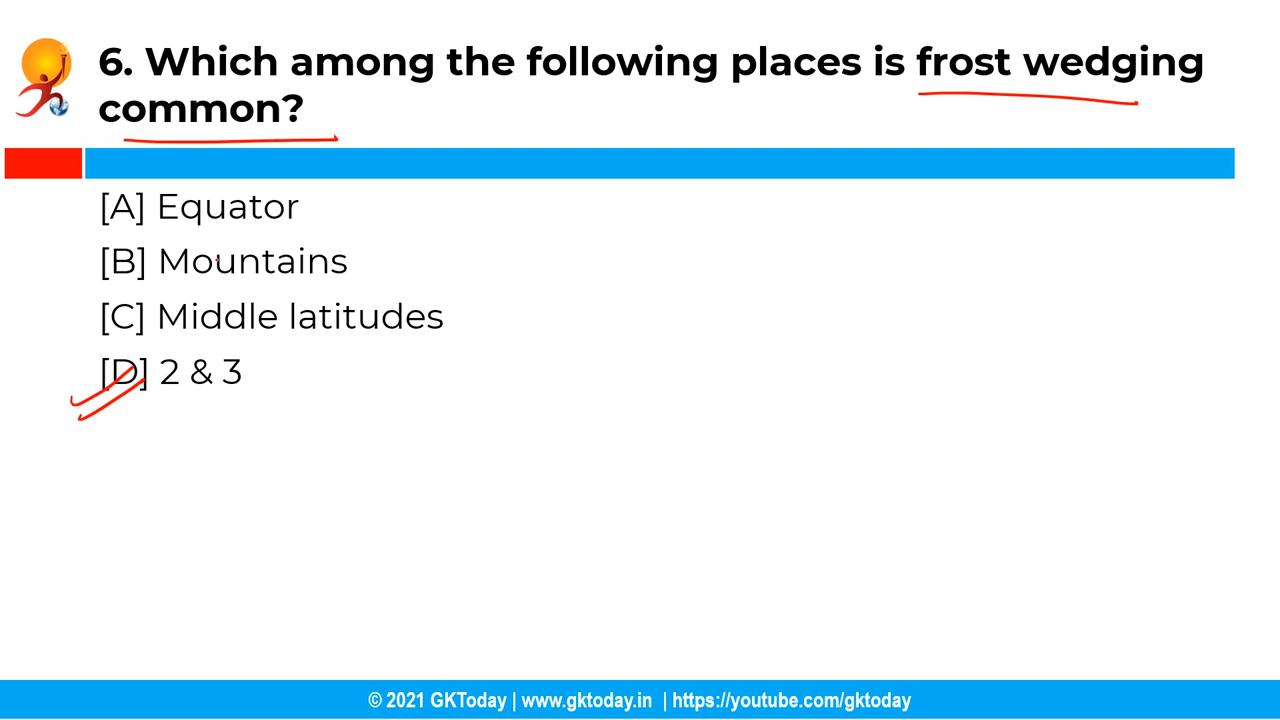 6. Which among the following places is frost wedging
common?
[A] Equator
[B] Mountains
[C] Middle latitudes
[D] 2 & 3
© 2021 GKToday | www.gktoday.in | https://youtube.com/gktoday